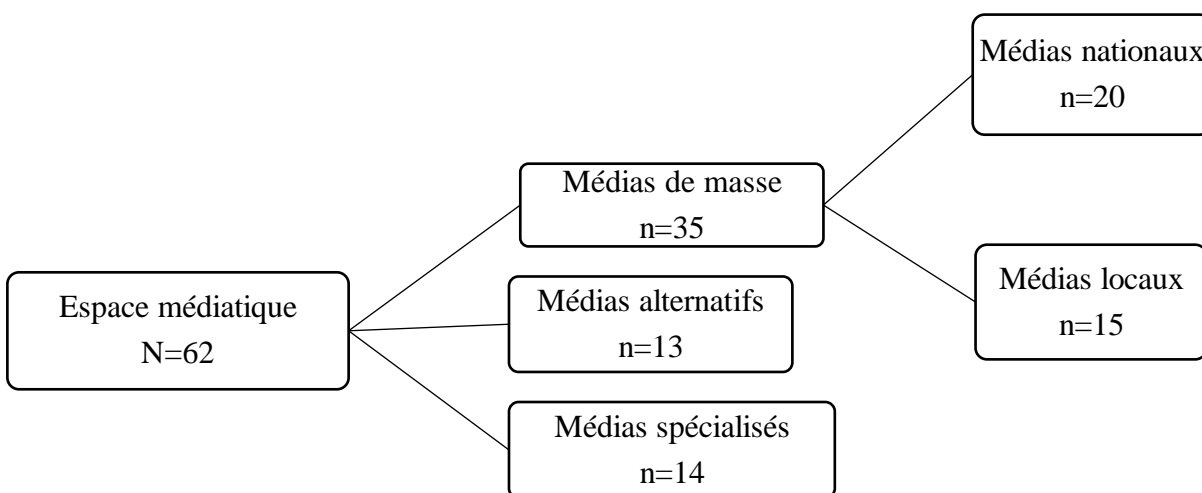 Médias nationaux
n=20
Médias de masse
n=35
Médias locaux
n=15
Espace médiatique
N=62
Médias alternatifs
n=13
Médias spécialisés
n=14